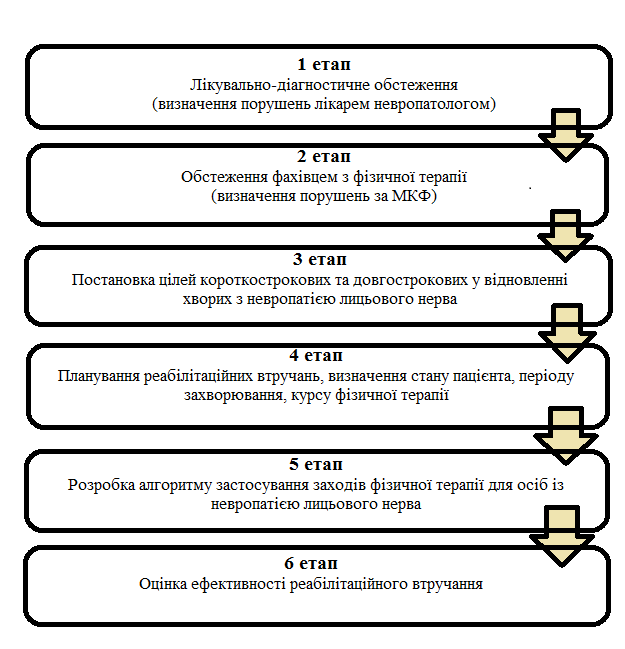 1 етап
Лікувально-діагностичне обстеження
(визначення порушень лікарем невропатологом)
2 етап
Обстеження фахівцем з фізичної терапії
(визначення порушень за МКФ)
3 етап
Постановка цілей короткострокових та довгострокових у відновленні
хворих з невропатією лицьового нерва
4 етап
Планування реабілітаційних втручань, визначення стану пацієнта, періоду
захворювання, курсу фізичної терапії
5 етап
Розробка алгоритму застосування заходів фізичної терапії для осіб із
невропатією лицьового нерва
6 етап
Оцінка ефективності реабілітаційного втручання